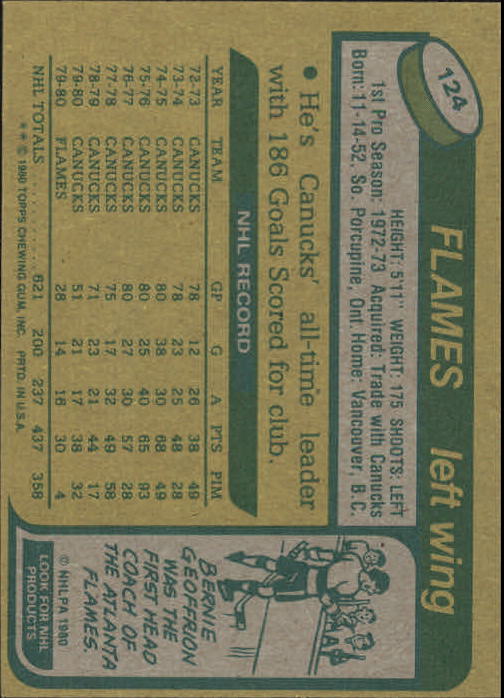 124
FLAMES left wing
HEIGHT: 5'11" WEIGHT: 175 SHOOTS: LEFT
1st Pro Season: 1972-73 Acquired: Trade with Canucks
Born: 11-14-52, So. Porcupine, Ont. Home: Vancouver, B.C.
• He's Canucks' all-time leader
with 186 Goals Scored for club.
NHL RECORD
YEAR TEAM GP G A PTS PIM
72-73 CANUCKS 78 12 26 38 49
73-74 CANUCKS 78 23 25 48 28
74-75 CANUCKS 80 38 30 68 49
75-76 CANUCKS 80 25 40 65 93
76-77 CANUCKS 80 27 30 57 28
77-78 CANUCKS 75 17 32 49 58
78-79 CANUCKS 71 23 21 44 17
79-80 CANUCKS 51 21 17 38 32
79-80 FLAMES 28 14 16 30 4
NHL TOTALS 621 200 237 437 358
** © 1980 TOPPS CHEWING GUM, INC. PRTD. IN U.S.A.
BERNIE
GEOFFRION
WAS THE
FIRST HEAD
COACH OF
THE ATLANTA
FLAMES.
© NHLPA 1980
LOOK FOR NHL
PRODUCTS